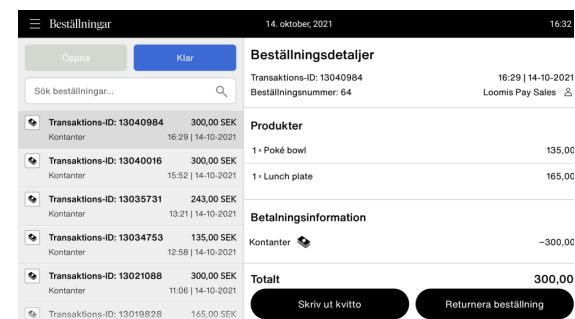 Beställningar
14. oktober, 2021
16:32
Öppna
Klar
Sök beställningar...
Transaktions-ID: 13040984 300,00 SEK
Kontanter 16:29 | 14-10-2021
Transaktions-ID: 13040016 300,00 SEK
Kontanter 15:52 | 14-10-2021
Transaktions-ID: 13035731 243,00 SEK
Kontanter 13:21 | 14-10-2021
Transaktions-ID: 13034753 135,00 SEK
Kontanter 12:58 | 14-10-2021
Transaktions-ID: 13021088 300,00 SEK
Kontanter 11:06 | 14-10-2021
Transaktions-ID: 13019828 165,00 SEK
Beställningsdetaljer
Transaktions-ID: 13040984 16:29 | 14-10-2021
Beställningsnummer: 64 Loomis Pay Sales
Produkter
1 x Poké bowl 135,00
1 x Lunch plate 165,00
Betalningsinformation
Kontanter −300,00
Totalt 300,00
Skriv ut kvitto
Returnera beställning